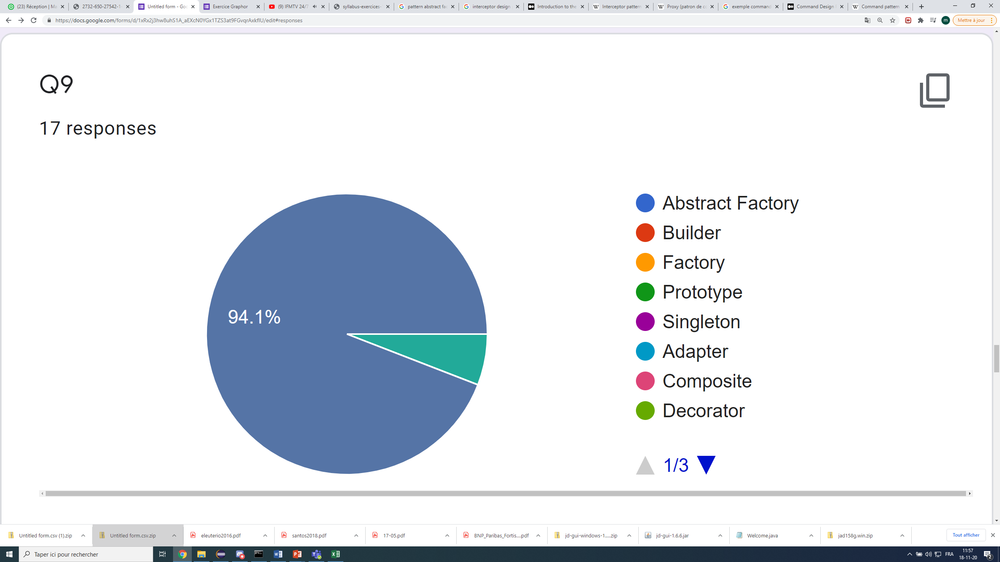 (23) Réception | Ma
2732-650-27542-1-
Untitled form - Goo
Exercice Graphor
(9) IFMTV 24/7
syllabus-exercices-
pattern abstract fac
interceptor design
Introduction to the
Interceptor pattern
Proxy (patron de co
exemple command
Command Design
Command pattern
https://docs.google.com/forms/d/1xRx2j3hw8uhS1A_aEXcN0YGx1TZS3at9FGvqrAxkflU/edit#responses
m
Mettre à jour
Q9
17 responses
94.1%
Abstract Factory
Builder
Factory
Prototype
Singleton
Adapter
Composite
Decorator
1/3
Untitled form.csv (1).zip
Untitled form.csv.zip
eleuterio2016.pdf
santos2018.pdf
17-05.pdf
BNP_Paribas_Fortis....pdf
jd-gui-windows-1.....zip
jd-gui-1.6.6.jar
Welcome.java
jad158g.win.zip
Tout afficher
Taper ici pour rechercher
FRA
11:57
18-11-20
2